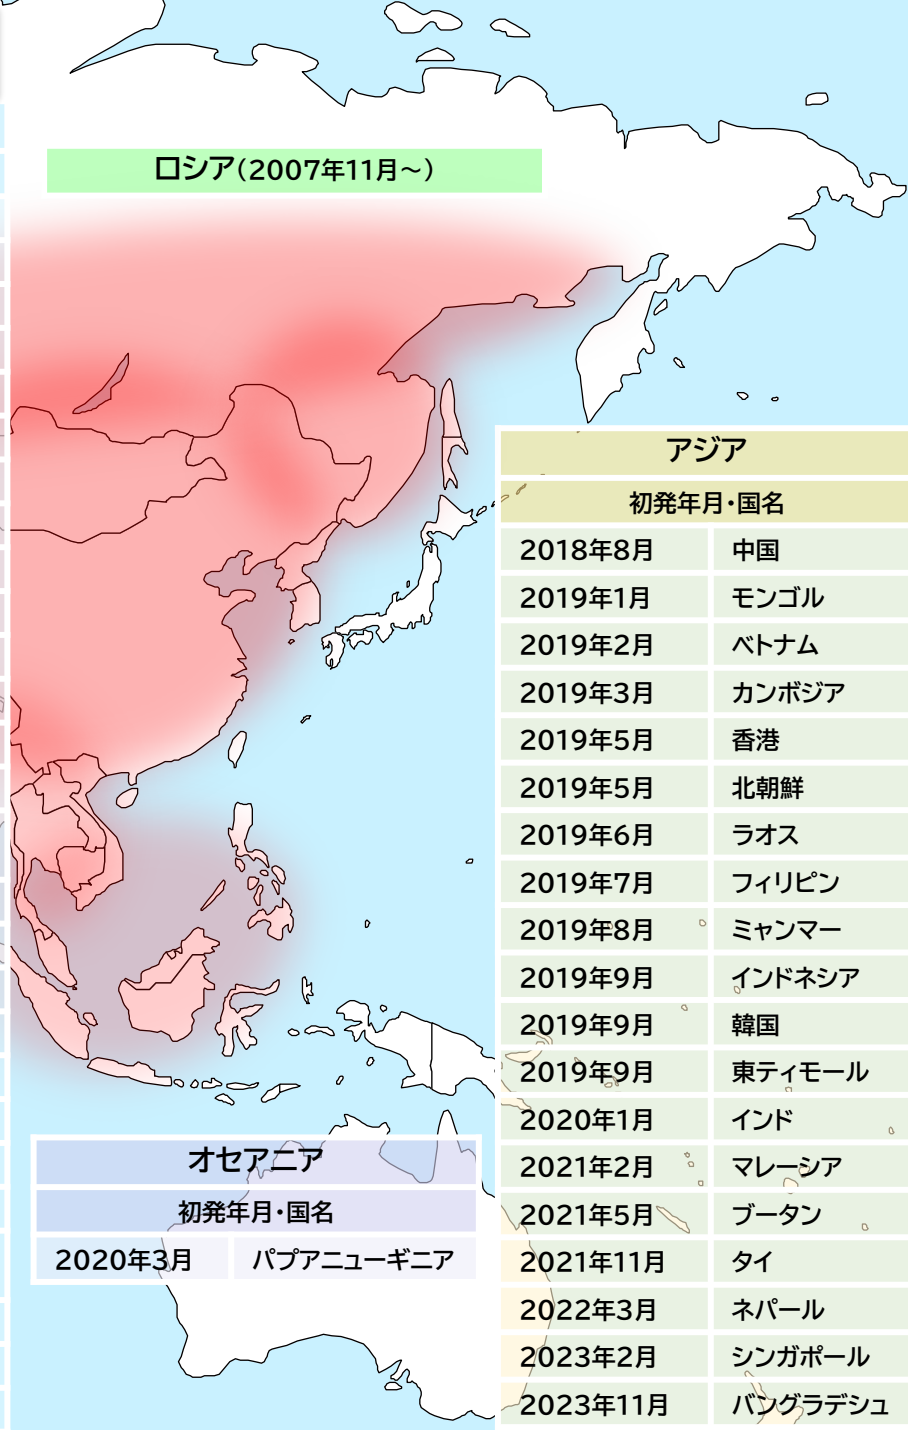 ロシア(2007年11月～)
アジア
初発年月・国名
2018年8月 中国
2019年1月 モンゴル
2019年2月 ベトナム
2019年3月 カンボジア
2019年5月 香港
2019年5月 北朝鮮
2019年6月 ラオス
2019年7月 フィリピン
2019年8月 ミャンマー
2019年9月 インドネシア
2019年9月 韓国
2019年9月 東ティモール
2020年1月 インド
2021年2月 マレーシア
2021年5月 ブータン
2021年11月 タイ
2022年3月 ネパール
2023年2月 シンガポール
2023年11月 バングラデシュ
オセアニア
初発年月・国名
2020年3月 パプアニューギニア